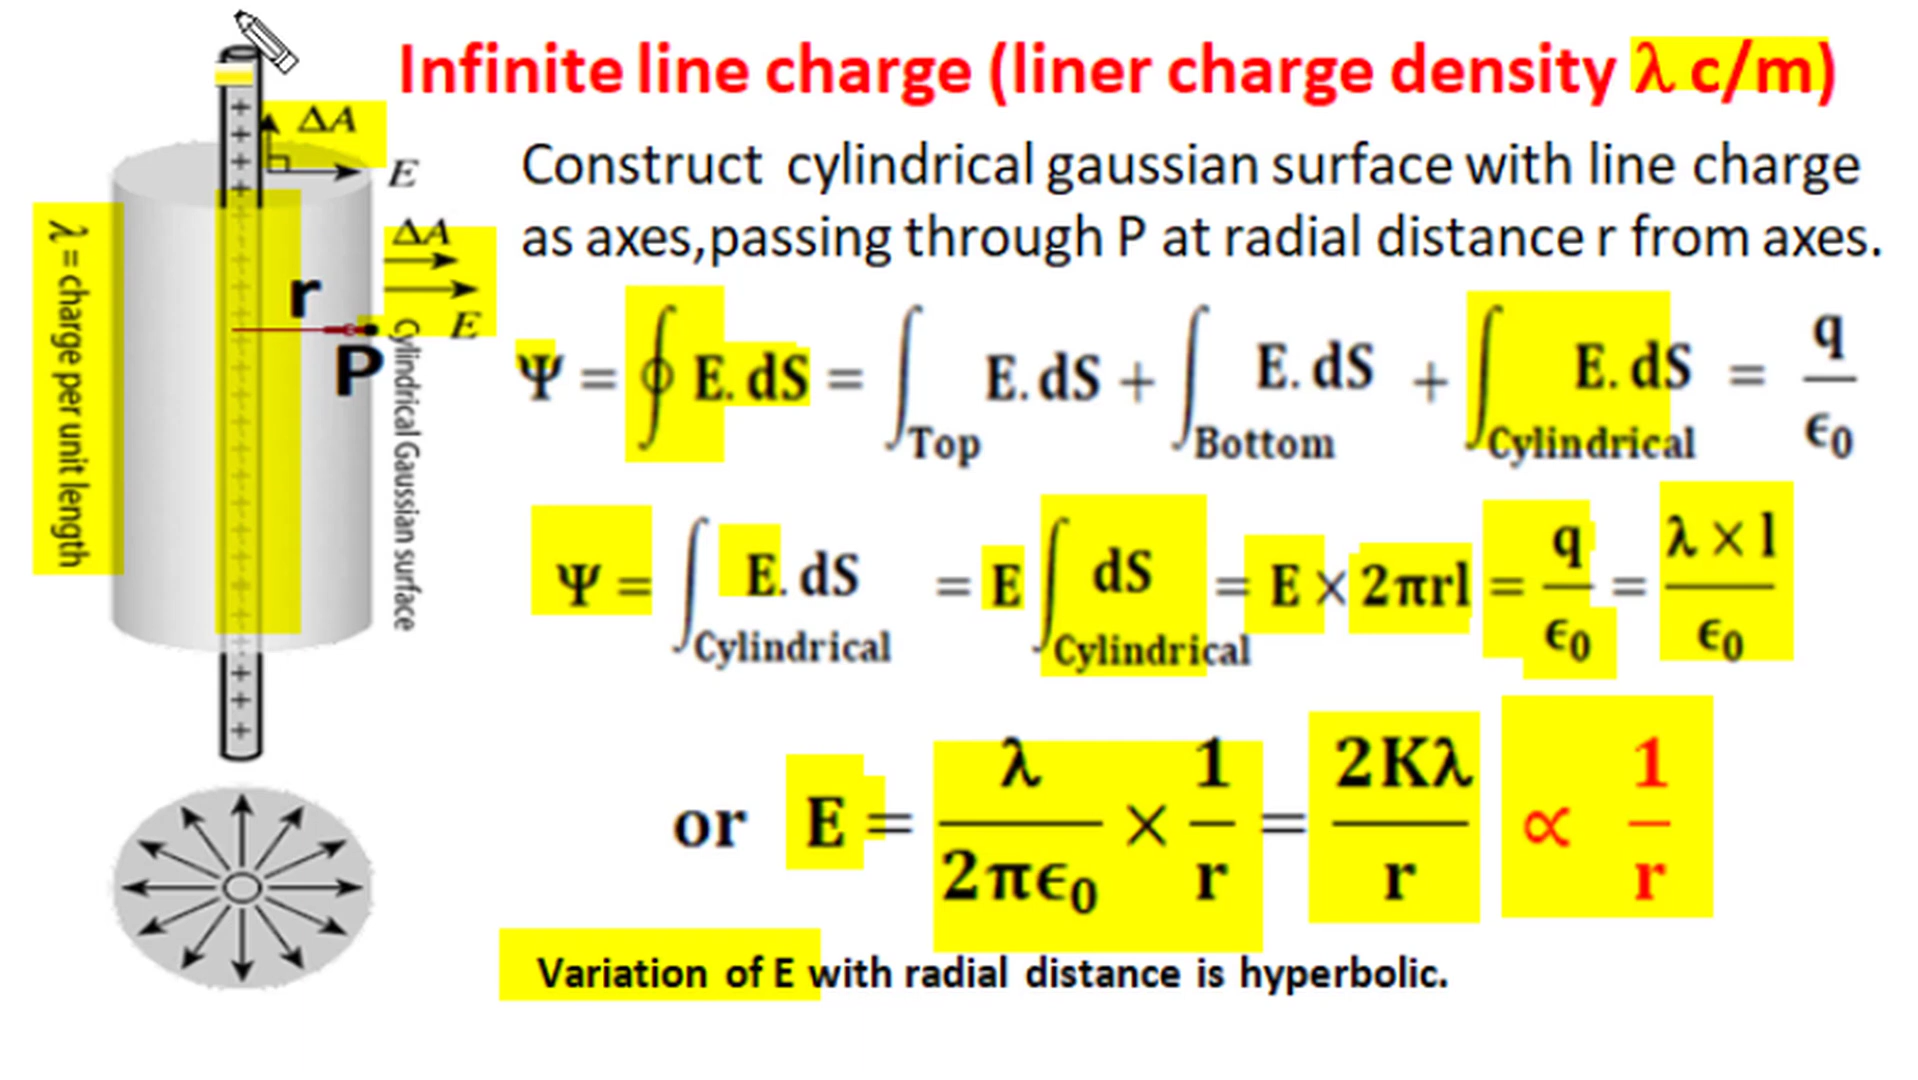 Infinite line charge (liner charge density λ c/m)
Construct cylindrical gaussian surface with line charge
as axes,passing through P at radial distance r from axes.
Ψ = ∮ E. dS = ∫Top E. dS + ∫Bottom E. dS + ∫Cylindrical E. dS = q/ϵ₀
Ψ = ∫Cylindrical E. dS = E ∫Cylindrical dS = E × 2πrl = q/ϵ₀ = λ × l/ϵ₀
or E = λ/2πϵ₀ × 1/r = 2Kλ/r ∝ 1/r
Variation of E with radial distance is hyperbolic.
+
+
+
+
ΔA
E
ΔA
E
r
P
λ = charge per unit length
Cylindrical Gaussian surface
+
+
+